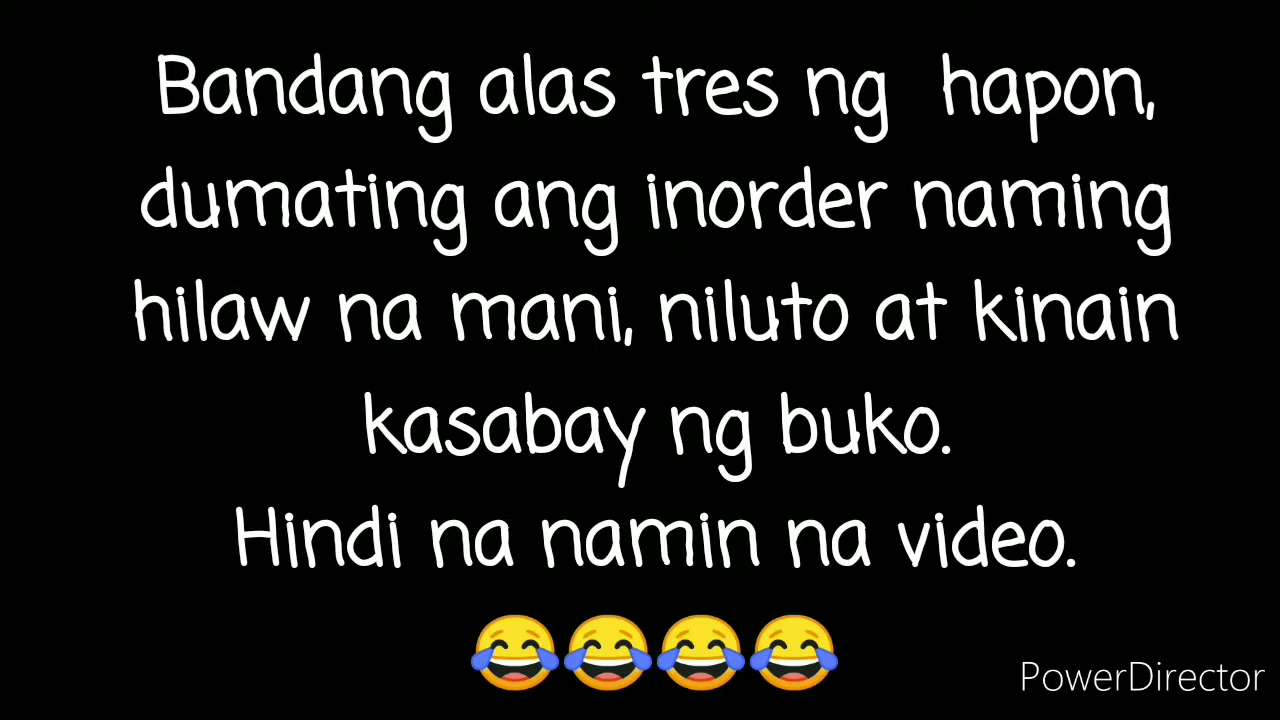 Bandang alas tres ng hapon,
dumating ang inorder naming
hilaw na mani, niluto at kinain
kasabay ng buko.
Hindi na namin na video.
😂😂😂😂
PowerDirector